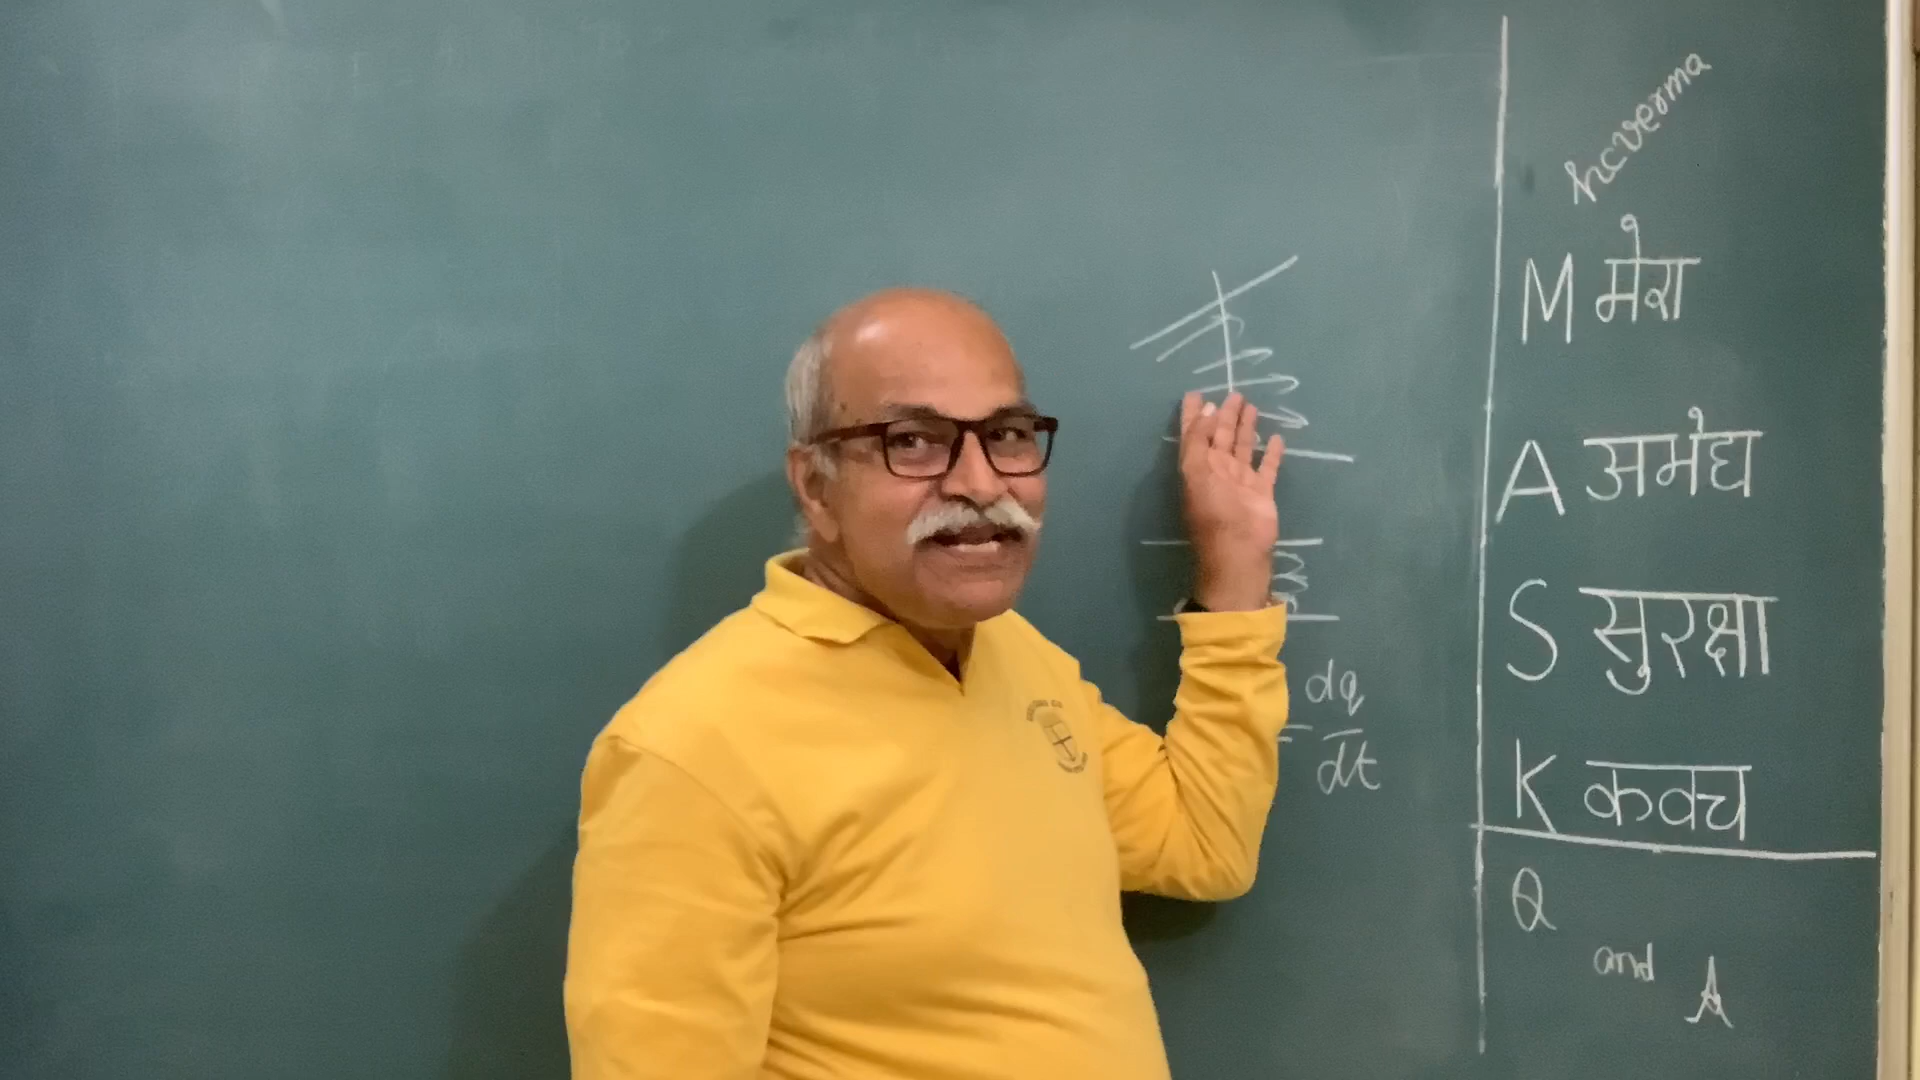 hcverma
M मेरा
A अभेद्य
S सुरक्षा
K कवच
Q
and A
= dq
dt